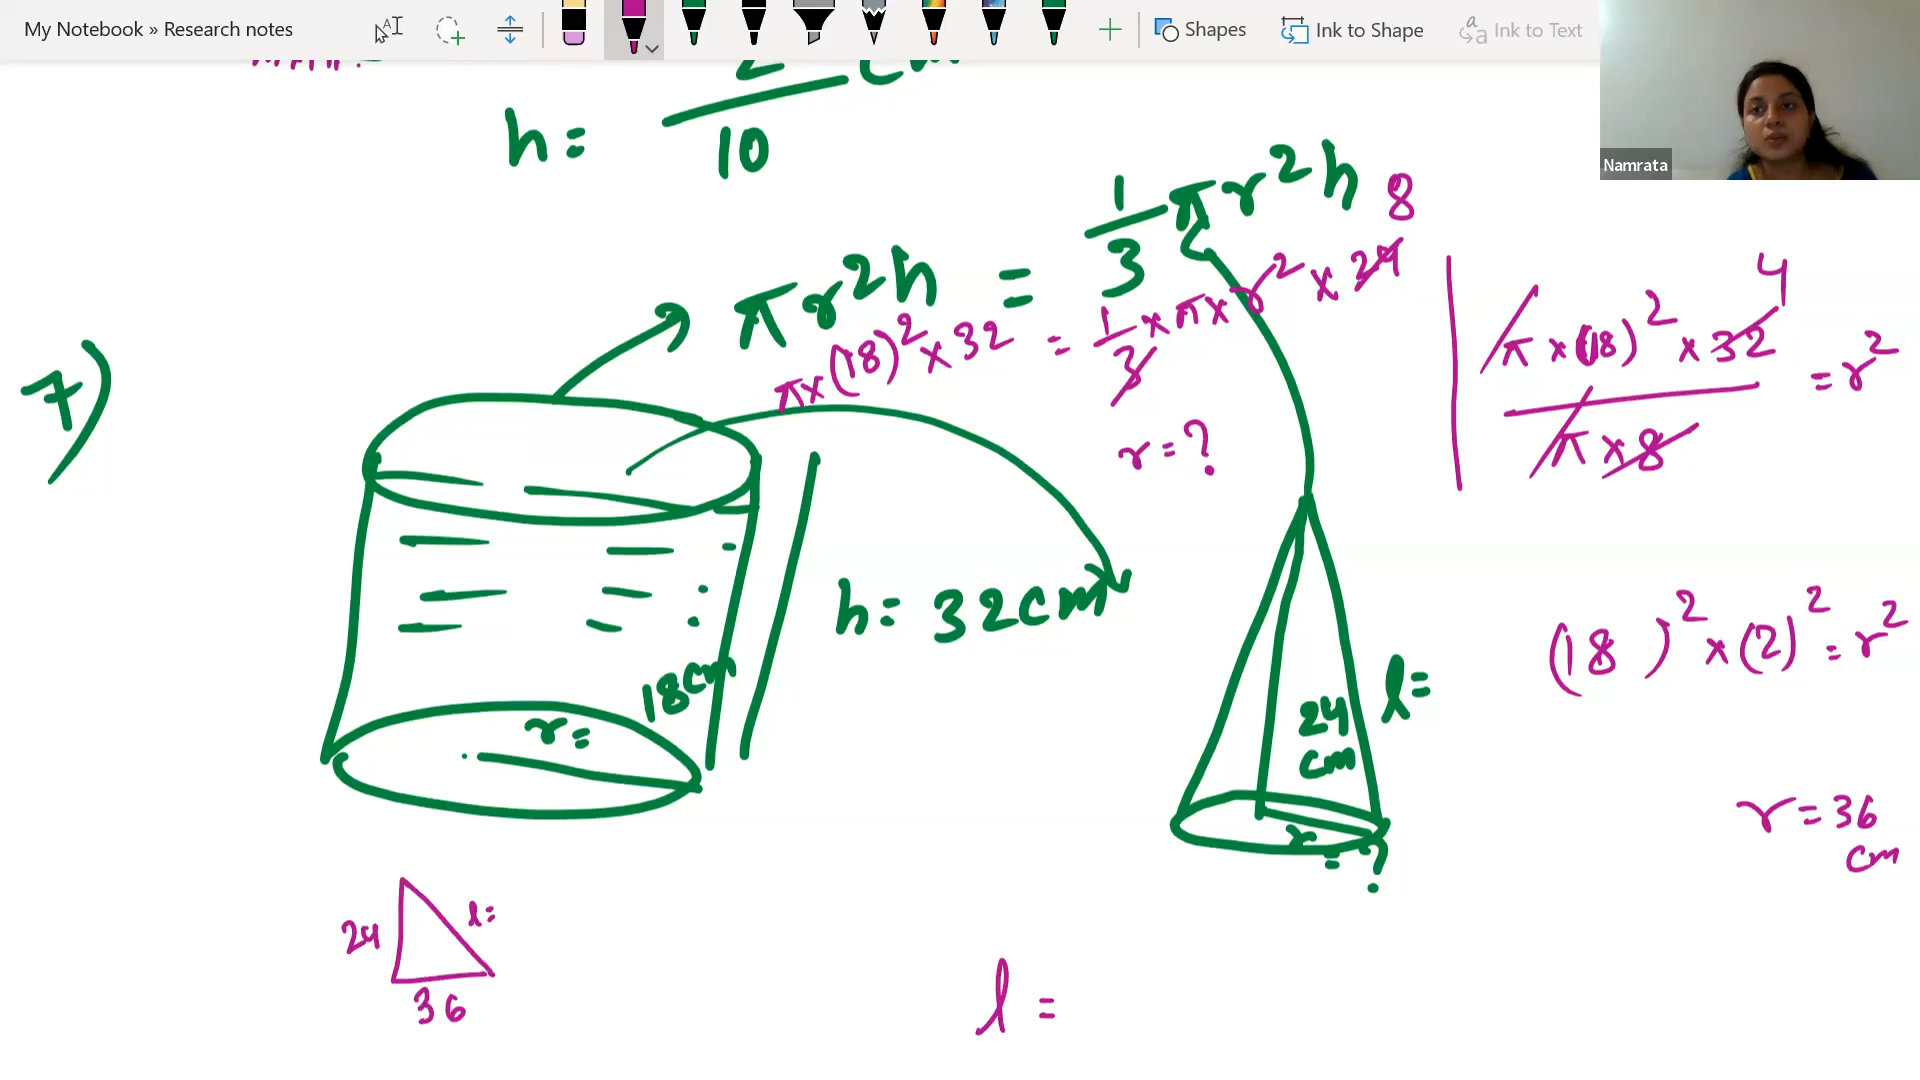 My Notebook » Research notes
Shapes
Ink to Shape
Ink to Text
Namrata
h = 2/10 cm
πr²h = 1/3 πr²h
π×(18)²×32 = 1/3 × π × r² × 24 8
r = ?
π×(18)²×32 4 / π×8 = r²
7)
h = 32cm
18cm
r =
(18)²×(2)² = r²
l =
24 cm
r = ?
r = 36 cm
24
l =
36
l =